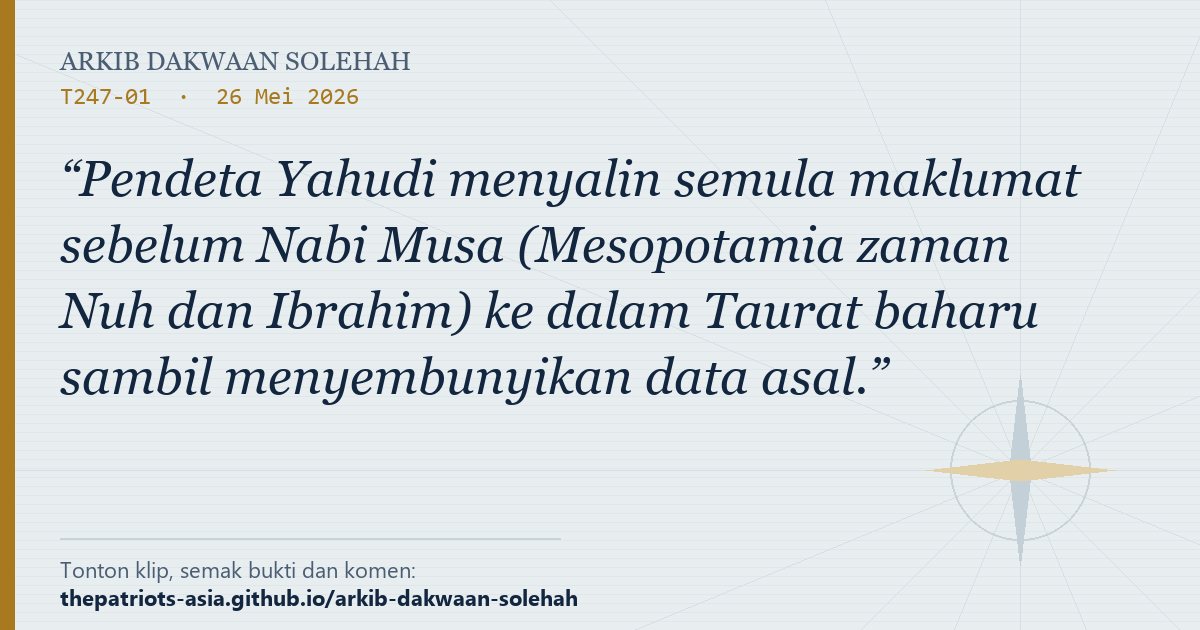 ARKIB DAKWAAN SOLEHAH
T247-01 · 26 Mei 2026
“Pendeta Yahudi menyalin semula maklumat
sebelum Nabi Musa (Mesopotamia zaman
Nuh dan Ibrahim) ke dalam Taurat baharu
sambil menyembunyikan data asal.”
Tonton klip, semak bukti dan komen:
thepatriots-asia.github.io/arkib-dakwaan-solehah